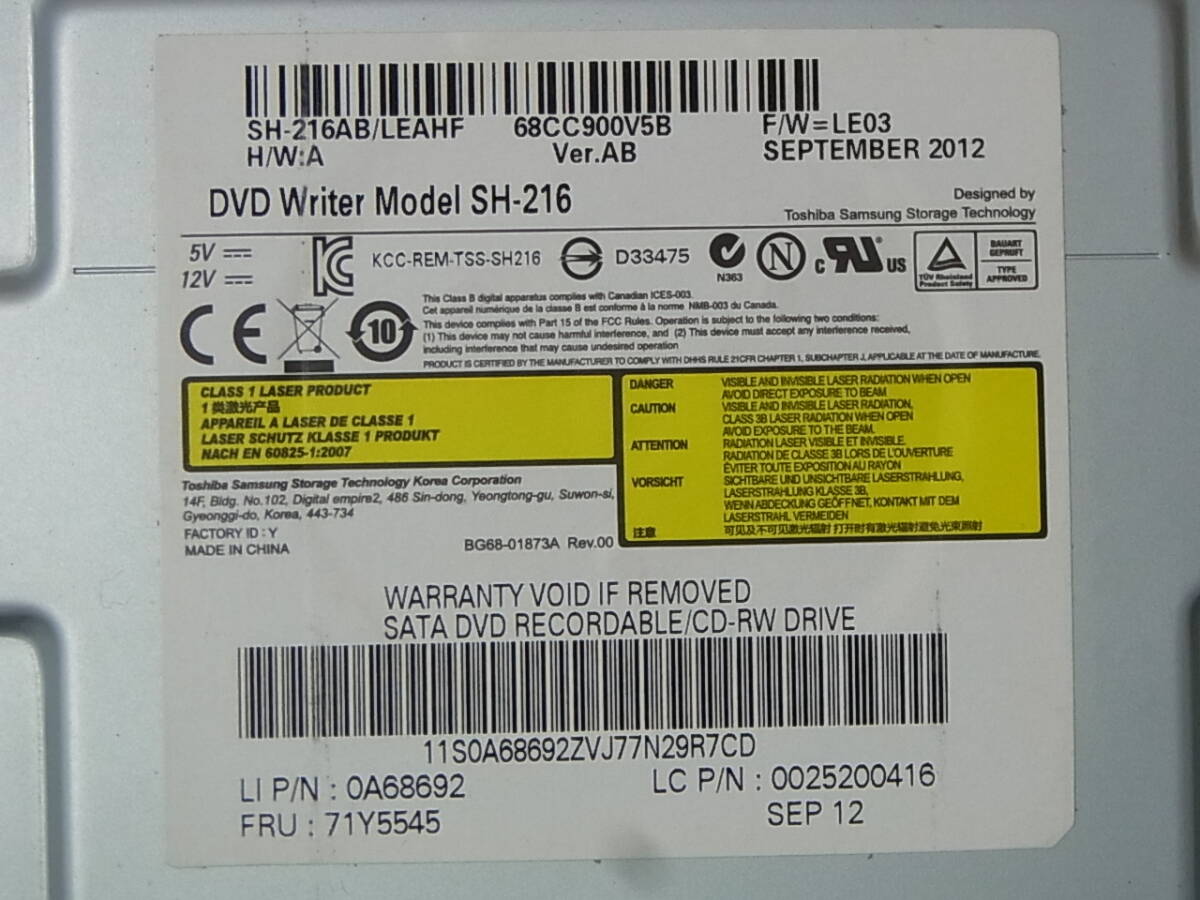 SH-216AB/LEAHF 68CC900V5B F/W=LE03
H/W:A Ver.AB SEPTEMBER 2012
DVD Writer Model SH-216
Designed by
Toshiba Samsung Storage Technology
5V
12V
KCC-REM-TSS-SH216
D33475
N363
N
c RU us
TÜV Rheinland
Product Safety
BAUART
GEPRÜFT
TYPE
APPROVED
CE
10
This Class B digital apparatus complies with Canadian ICES-003.
Cet appareil numérique de la classe B est conforme à la norme NMB-003 du Canada.
This device complies with Part 15 of the FCC Rules. Operation is subject to the following two conditions:
(1) This device may not cause harmful interference, and (2) This device must accept any interference received,
including interference that may cause undesired operation
PRODUCT IS CERTIFIED BY THE MANUFACTURER TO COMPLY WITH DHHS RULE 21CFR CHAPTER 1, SUBCHAPTER J, APPLICABLE AT THE DATE OF MANUFACTURE.
CLASS 1 LASER PRODUCT
1 类激光产品
APPAREIL A LASER DE CLASSE 1
LASER SCHUTZ KLASSE 1 PRODUKT
NACH EN 60825-1:2007
DANGER VISIBLE AND INVISIBLE LASER RADIATION WHEN OPEN
AVOID DIRECT EXPOSURE TO BEAM
CAUTION VISIBLE AND INVISIBLE LASER RADIATION,
CLASS 3B LASER RADIATION WHEN OPEN
AVOID EXPOSURE TO THE BEAM.
ATTENTION RADIATION LASER VISIBLE ET INVISIBLE.
RADIATION DE CLASSE 3B LORS DE L'OUVERTURE
ÉVITER TOUTE EXPOSITION AU RAYON
VORSICHT SICHTBARE UND UNSICHTBARE LASERSTRAHLUNG,
LASERSTRAHLUNG KLASSE 3B,
WENN ABDECKUNG GEÖFFNET, KONTAKT MIT DEM
LASERSTRAHL VERMEIDEN
注意 可见及不可见激光辐射 打开时有激光辐射避免光束照射
Toshiba Samsung Storage Technology Korea Corporation
14F, Bldg. No.102, Digital empire2, 486 Sin-dong, Yeongtong-gu, Suwon-si,
Gyeonggi-do, Korea, 443-734
FACTORY ID : Y
MADE IN CHINA
BG68-01873A Rev.00
WARRANTY VOID IF REMOVED
SATA DVD RECORDABLE/CD-RW DRIVE
11S0A68692ZVJ77N29R7CD
LI P/N : 0A68692 LC P/N : 0025200416
FRU : 71Y5545 SEP 12